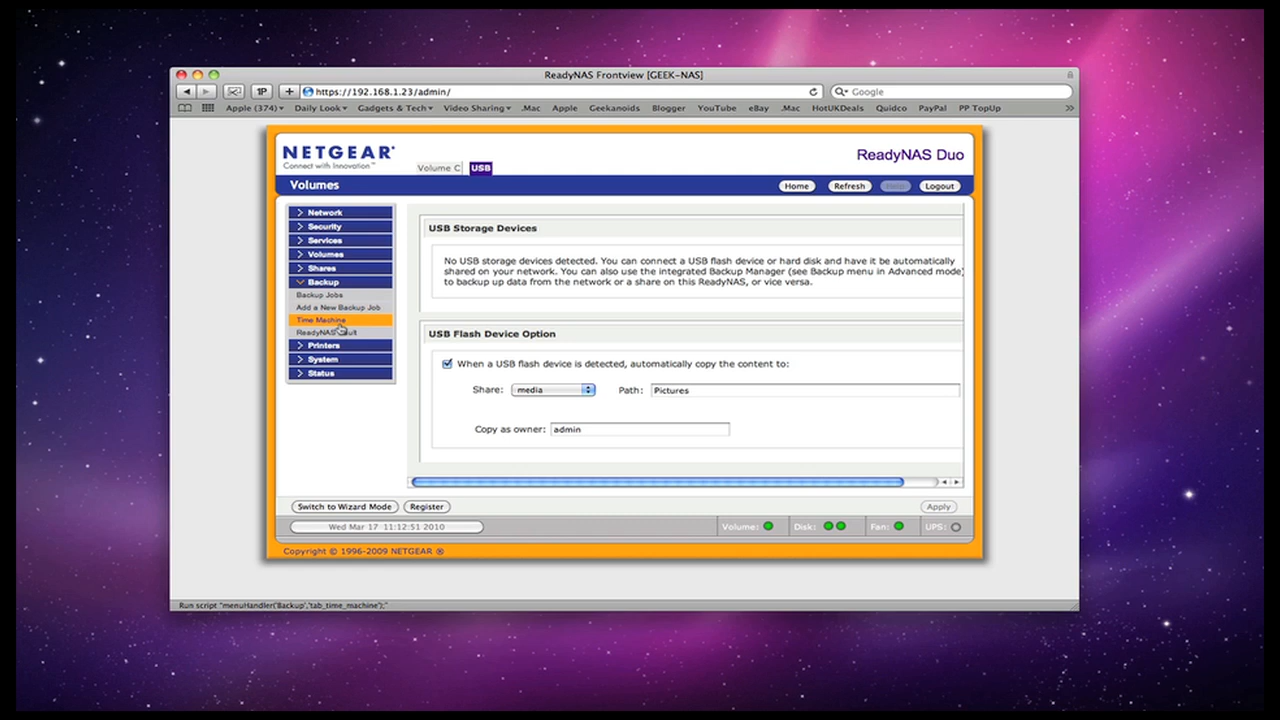 ReadyNAS Frontview [GEEK-NAS]
1P
https://192.168.1.23/admin/
Google
Apple (374) Daily Look Gadgets & Tech Video Sharing .Mac Apple Geekanoids Blogger YouTube eBay .Mac HotUKDeals Quidco PayPal PP TopUp
NETGEAR®
Connect with Innovation™
Volume C USB
ReadyNAS Duo
Volumes
Home Refresh Help Logout
Network
Security
Services
Volumes
Shares
Backup
Backup Jobs
Add a New Backup Job
Time Machine
Printers
System
Status
USB Storage Devices
No USB storage devices detected. You can connect a USB flash device or hard disk and have it be automatically
shared on your network. You can also use the integrated Backup Manager (see Backup menu in Advanced mode)
to backup up data from the network or a share on this ReadyNAS, or vice versa.
USB Flash Device Option
When a USB flash device is detected, automatically copy the content to:
Share: media Path: Pictures
Copy as owner: admin
Switch to Wizard Mode Register Apply
Wed Mar 17 11:12:51 2010
Volume: Disk: Fan: UPS:
Copyright © 1996-2009 NETGEAR ®
Run script "menuHandler('Backup','tab_time_machine');"